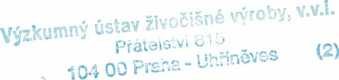 Výzkumný ústav živočišné výroby, v.v.i.
Přátelství 815
104 00 Praha - Uhříněves (2)